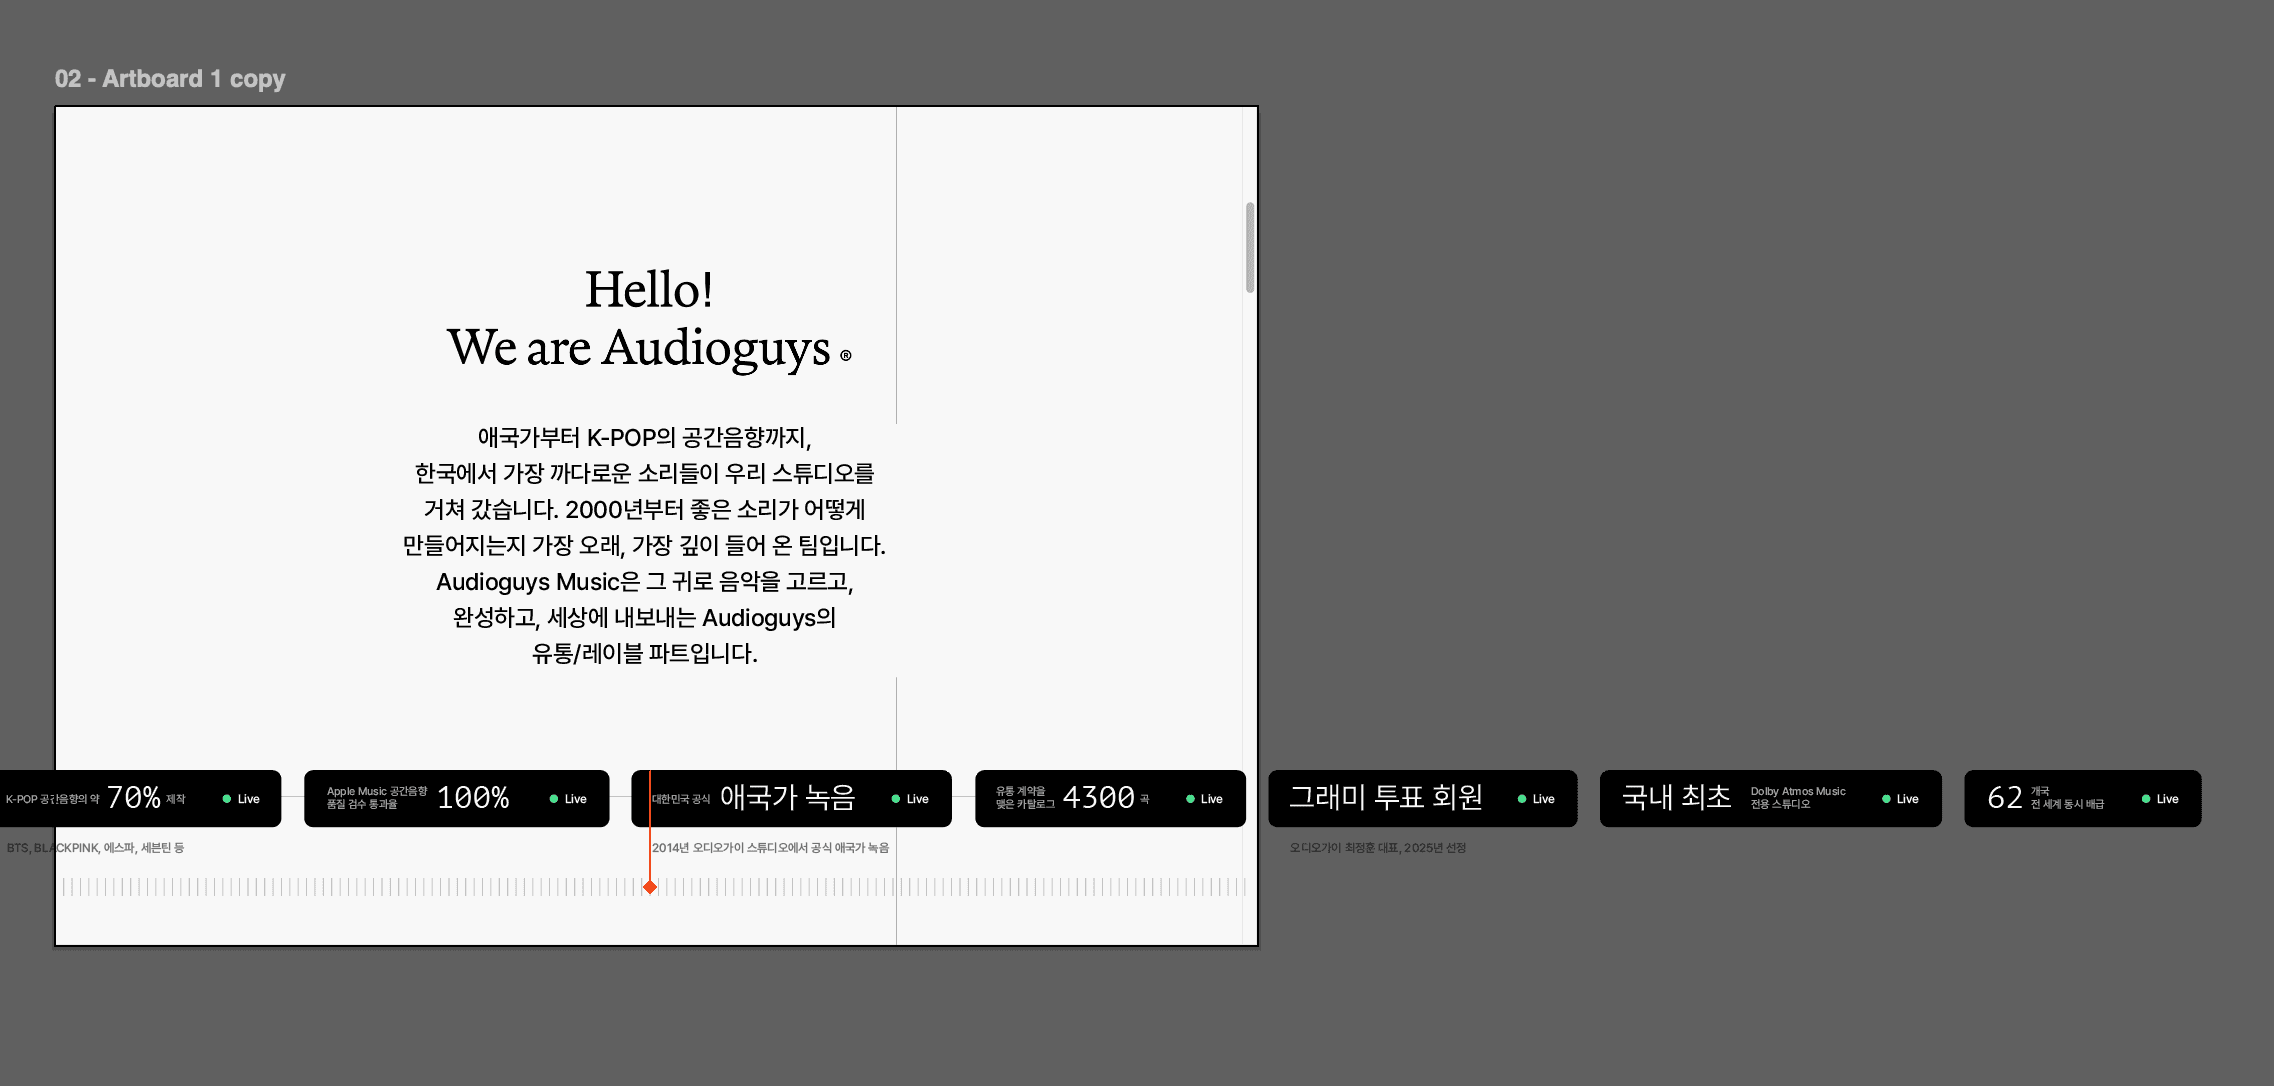 02 - Artboard 1 copy
Hello!
We are Audioguys ®
애국가부터 K-POP의 공간음향까지,
한국에서 가장 까다로운 소리들이 우리 스튜디오를
거쳐 갔습니다. 2000년부터 좋은 소리가 어떻게
만들어지는지 가장 오래, 가장 깊이 들어 온 팀입니다.
Audioguys Music은 그 귀로 음악을 고르고,
완성하고, 세상에 내보내는 Audioguys의
유통/레이블 파트입니다.
K-POP 공간음향의 약 70% 제작
Live
BTS, BLACKPINK, 에스파, 세븐틴 등
Apple Music 공간음향
품질 검수 통과율
100%
Live
대한민국 공식 애국가 녹음
Live
2014년 오디오가이 스튜디오에서 공식 애국가 녹음
유통 계약을
맺은 카탈로그
4300 곡
Live
그래미 투표 회원
Live
오디오가이 최정훈 대표, 2025년 선정
국내 최초
Dolby Atmos Music
전용 스튜디오
Live
62
개국
전 세계 동시 배급
Live